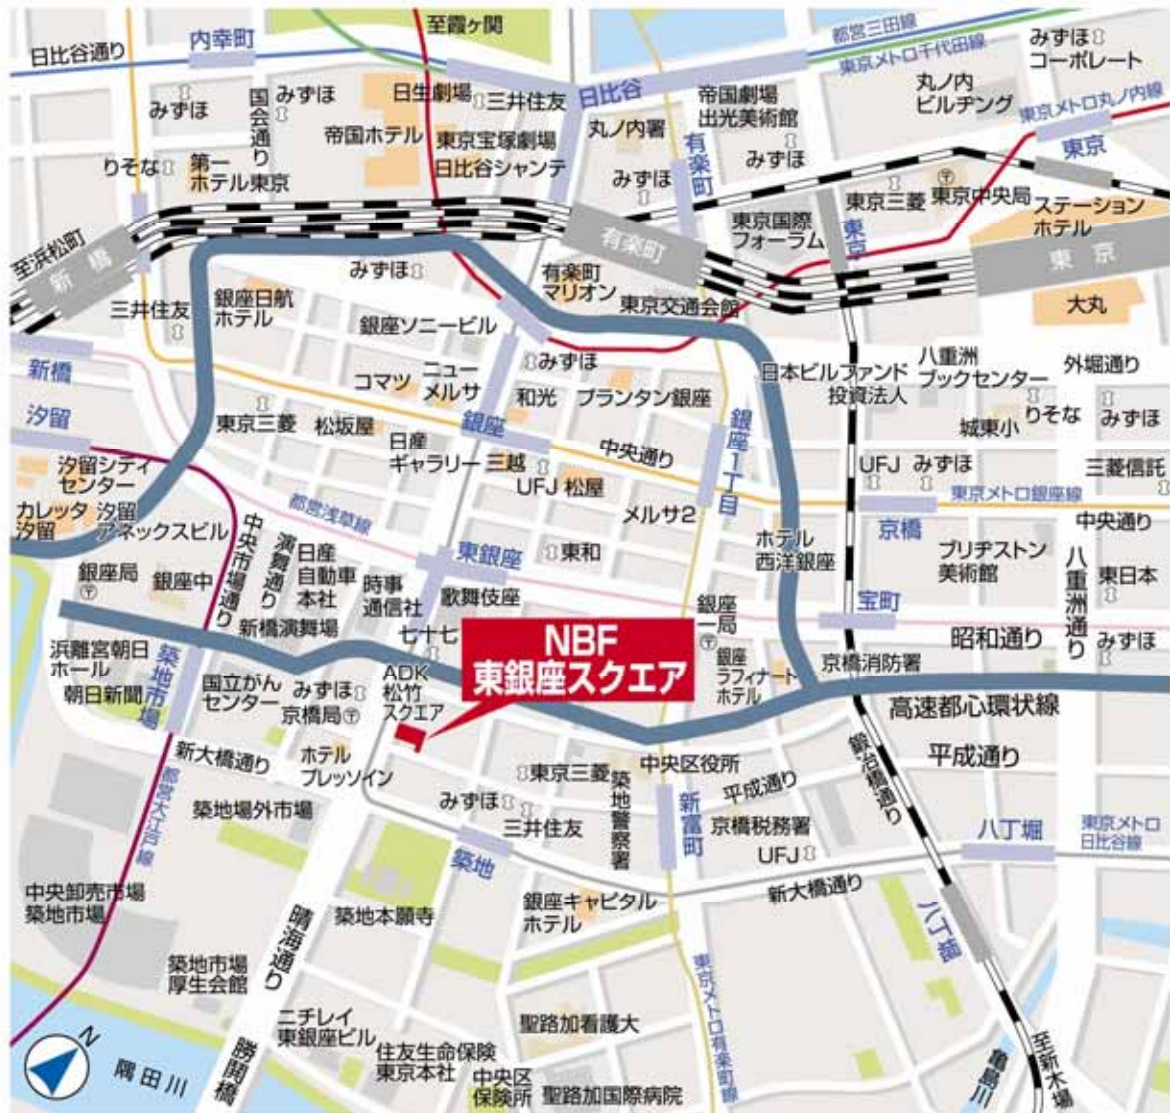 至霞ヶ関
内幸町
日比谷通り
都営三田線
東京メトロ千代田線
みずほ
コーポレート
みずほ
国会通り
みずほ
日生劇場
三井住友
日比谷
帝国劇場
出光美術館
丸ノ内
ビルヂング
東京メトロ丸ノ内線
帝国ホテル
東京宝塚劇場
日比谷シャンテ
丸ノ内署
有楽町
みずほ
東京
りそな
第一
ホテル東京
みずほ
東京三菱
東京中央局
ステーション
ホテル
東京国際
フォーラム
東京
至浜松町
新橋
有楽町
東京
みずほ
有楽町
マリオン
東京交通会館
大丸
三井住友
銀座日航
ホテル
銀座ソニービル
みずほ
日本ビルファンド
投資法人
八重洲
ブックセンター
外堀通り
新橋
コマツ
ニュー
メルサ
和光
プランタン銀座
りそな
みずほ
汐留
東京三菱
松坂屋
銀座
銀座1丁目
城東小
日産
ギャラリー
三越
中央通り
UFJ
みずほ
三菱信託
汐留シティ
センター
UFJ
松屋
東京メトロ銀座線
カレッタ
汐留
汐留
アネックスビル
都営浅草線
メルサ2
京橋
中央通り
中央市場通り
演舞通り
日産
自動車
本社
東銀座
東和
ホテル
西洋銀座
ブリヂストン
美術館
八重洲通り
東日本
銀座局
銀座中
時事
通信社
歌舞伎座
銀座
一局
宝町
新橋演舞場
七十七
NBF
東銀座スクエア
昭和通り
みずほ
浜離宮朝日
ホール
朝日新聞
築地市場
国立がん
センター
みずほ
京橋局
ADK
松竹
スクエア
銀座
ラフィナート
ホテル
京橋消防署
高速都心環状線
新大橋通り
ホテル
プレッソイン
東京三菱
築地警察署
中央区役所
平成通り
鍛冶橋通り
平成通り
都営大江戸線
築地場外市場
みずほ
三井住友
新富町
京橋税務署
UFJ
八丁堀
東京メトロ
日比谷線
築地
新大橋通り
中央卸売市場
築地市場
晴海通り
築地本願寺
銀座キャピタル
ホテル
八丁堀
築地市場
厚生会館
東京メトロ有楽町線
ニチレイ
東銀座ビル
聖路加看護大
N
隅田川
勝鬨橋
住友生命保険
東京本社
中央区
保険所
聖路加国際病院
亀島川
至新木場